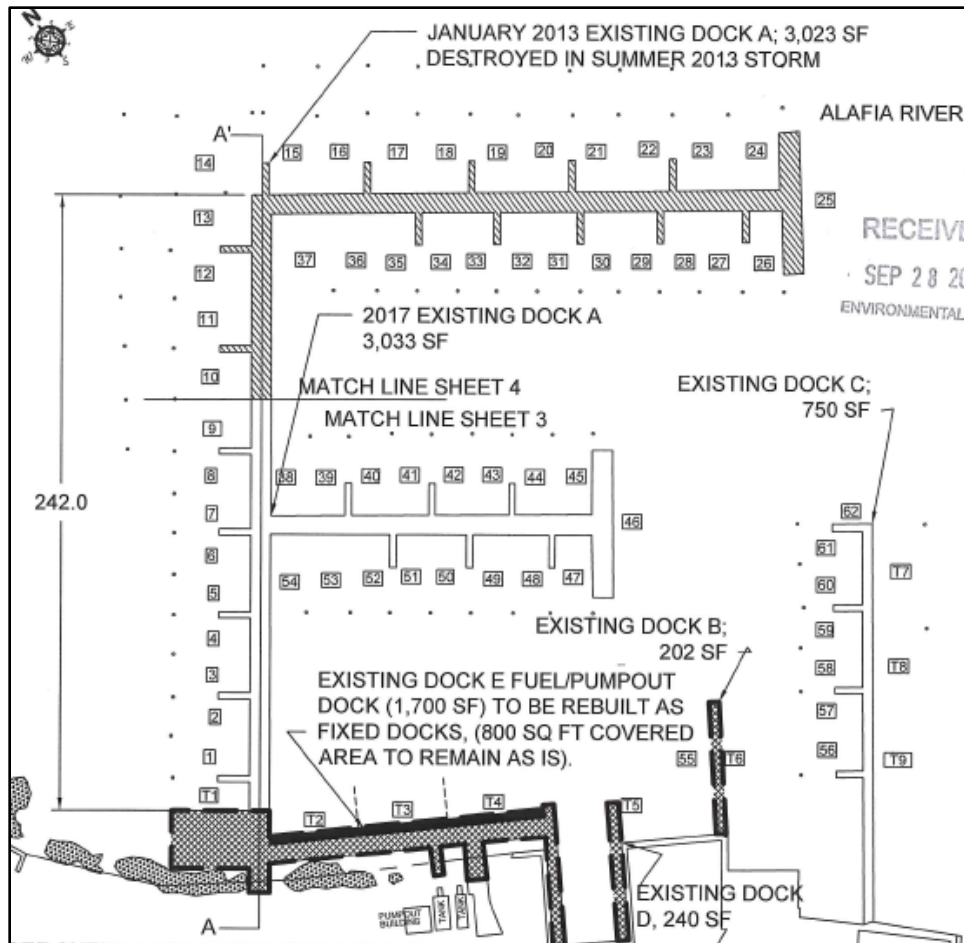 N
JANUARY 2013 EXISTING DOCK A; 3,023 SF
DESTROYED IN SUMMER 2013 STORM
ALAFIA RIVER
A'
14
15
16
17
18
19
20
21
22
23
24
25
13
12
11
10
37
36
35
34
33
32
31
30
29
28
27
26
RECEIVE
SEP 28 20
ENVIRONMENTAL
2017 EXISTING DOCK A
3,033 SF
MATCH LINE SHEET 4
MATCH LINE SHEET 3
EXISTING DOCK C;
750 SF
242.0
9
8
7
6
5
4
3
2
1
T1
38
39
40
41
42
43
44
45
46
54
53
52
51
50
49
48
47
62
61
60
59
58
57
56
T7
T8
T9
EXISTING DOCK B;
202 SF
EXISTING DOCK E FUEL/PUMPOUT
DOCK (1,700 SF) TO BE REBUILT AS
FIXED DOCKS, (800 SQ FT COVERED
AREA TO REMAIN AS IS).
55
T6
T2
T3
T4
T5
EXISTING DOCK
D, 240 SF
PUMPOUT
BUILDING
TANK
TANK
A